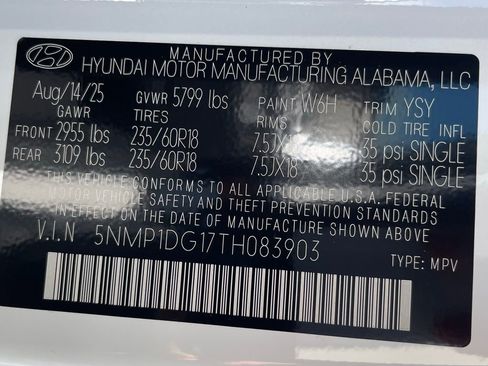 MANUFACTURED BY
HYUNDAI MOTOR MANUFACTURING ALABAMA, LLC
Aug/14/25 GVWR 5799 lbs PAINT W6H TRIM YSY
GAWR TIRES RIMS COLD TIRE INFL
FRONT 2955 lbs 235/60R18 7.5JX18 35 psi SINGLE
REAR 3109 lbs 235/60R18 7.5JX18 35 psi SINGLE
THIS VEHICLE CONFORMS TO ALL APPLICABLE U.S.A. FEDERAL
MOTOR VEHICLE SAFETY AND THEFT PREVENTION STANDARDS
IN EFFECT ON THE DATE OF MANUFACTURE SHOWN ABOVE.
V.I.N 5NMP1DG17TH083903
TYPE: MPV